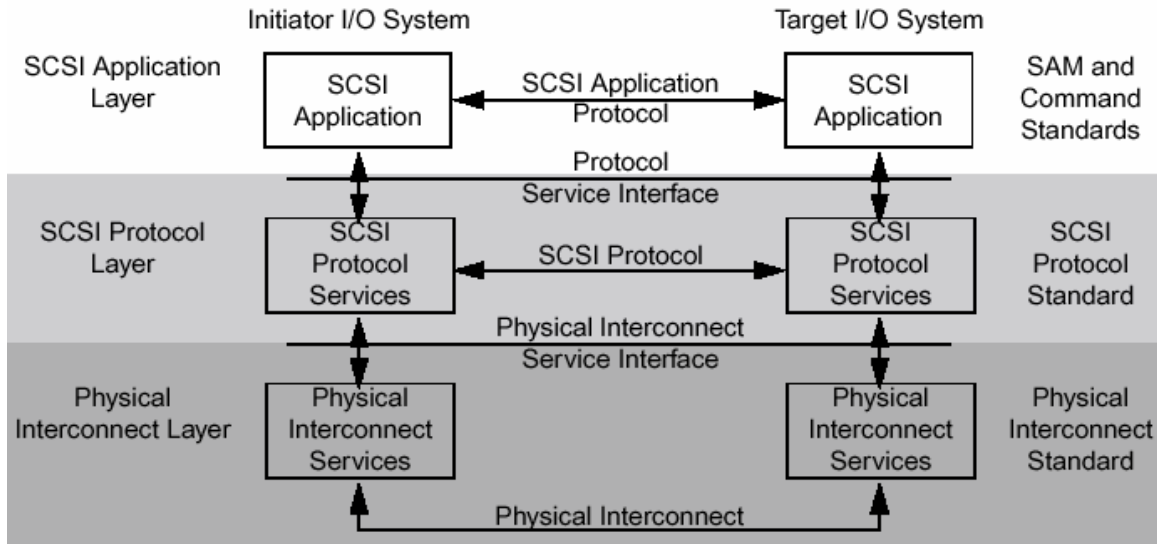 Initiator I/O System
Target I/O System
SCSI Application
Layer
SCSI
Application
SCSI Application
Protocol
SCSI
Application
SAM and
Command
Standards
Protocol
Service Interface
SCSI Protocol
Layer
SCSI
Protocol
Services
SCSI Protocol
SCSI
Protocol
Services
SCSI
Protocol
Standard
Physical Interconnect
Service Interface
Physical
Interconnect Layer
Physical
Interconnect
Services
Physical
Interconnect
Services
Physical
Interconnect
Standard
Physical Interconnect